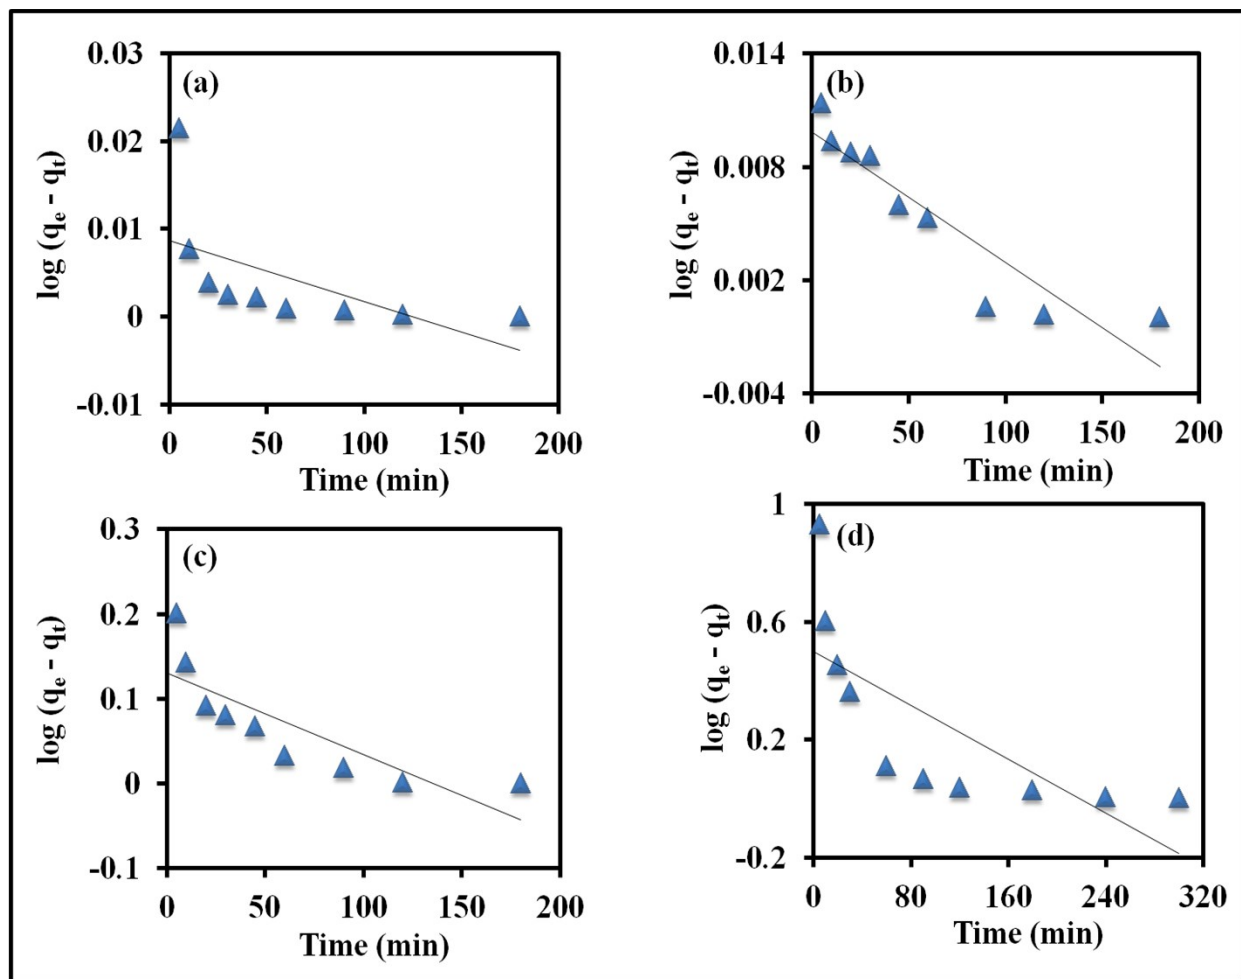 (a)
0.03
0.02
0.01
0
-0.01
log (qₑ - qₜ)
0 50 100 150 200
Time (min)
(b)
0.014
0.008
0.002
-0.004
log (qₑ - qₜ)
0 50 100 150 200
Time (min)
(c)
0.3
0.2
0.1
0
-0.1
log (qₑ - qₜ)
0 50 100 150 200
Time (min)
(d)
1
0.6
0.2
-0.2
log (qₑ - qₜ)
0 80 160 240 320
Time (min)